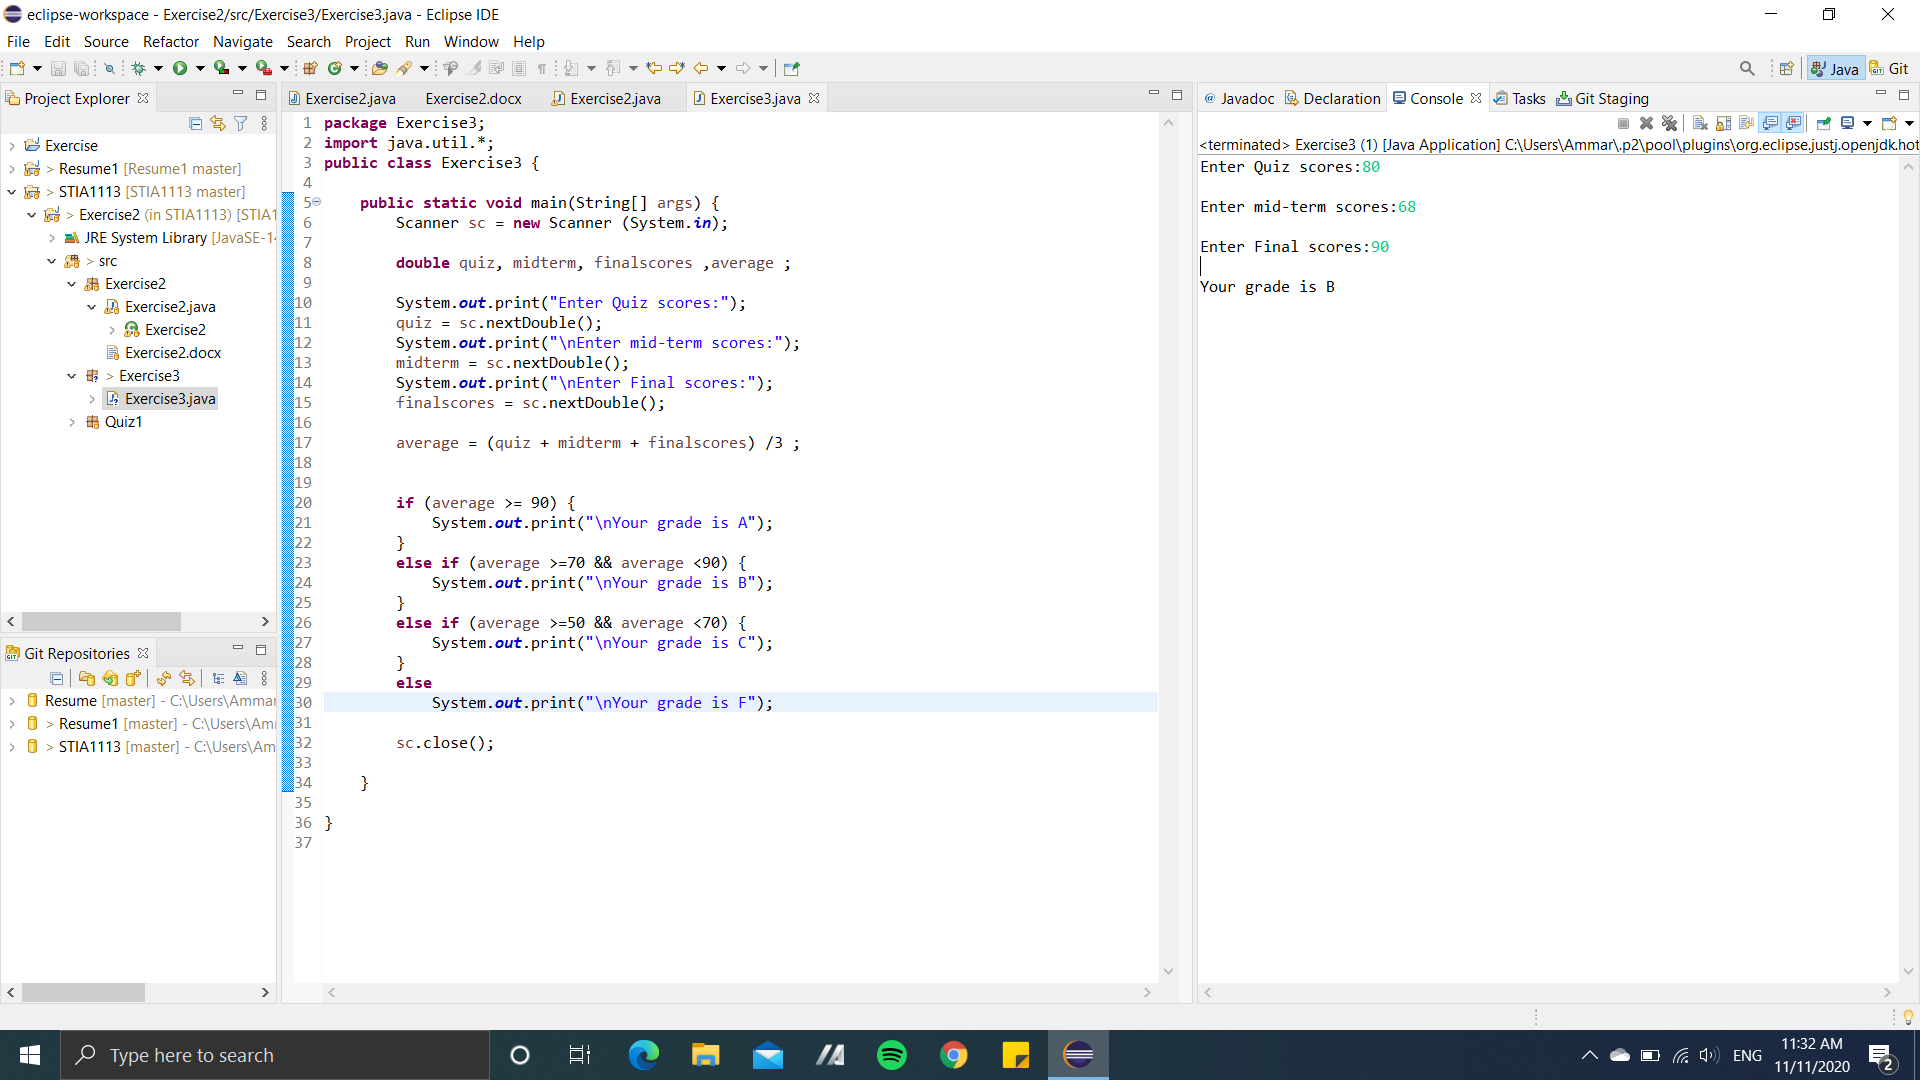 eclipse-workspace - Exercise2/src/Exercise3/Exercise3.java - Eclipse IDE
File Edit Source Refactor Navigate Search Project Run Window Help
Java Git
Project Explorer
Exercise
> Resume1 [Resume1 master]
> STIA1113 [STIA1113 master]
> Exercise2 (in STIA1113) [STIA1
JRE System Library [JavaSE-1
> src
Exercise2
Exercise2.java
Exercise2
Exercise2.docx
> Exercise3
Exercise3.java
Quiz1
Git Repositories
Resume [master] - C:\Users\Ammar
> Resume1 [master] - C:\Users\Am
> STIA1113 [master] - C:\Users\Am
Exercise2.java Exercise2.docx Exercise2.java Exercise3.java
1 package Exercise3;
2 import java.util.*;
3 public class Exercise3 {
4
5 public static void main(String[] args) {
6 Scanner sc = new Scanner (System.in);
7
8 double quiz, midterm, finalscores ,average ;
9
10 System.out.print("Enter Quiz scores:");
11 quiz = sc.nextDouble();
12 System.out.print("\nEnter mid-term scores:");
13 midterm = sc.nextDouble();
14 System.out.print("\nEnter Final scores:");
15 finalscores = sc.nextDouble();
16
17 average = (quiz + midterm + finalscores) /3 ;
18
19
20 if (average >= 90) {
21 System.out.print("\nYour grade is A");
22 }
23 else if (average >=70 && average <90) {
24 System.out.print("\nYour grade is B");
25 }
26 else if (average >=50 && average <70) {
27 System.out.print("\nYour grade is C");
28 }
29 else
30 System.out.print("\nYour grade is F");
31
32 sc.close();
33
34 }
35
36 }
37
Javadoc Declaration Console Tasks Git Staging
<terminated> Exercise3 (1) [Java Application] C:\Users\Ammar\.p2\pool\plugins\org.eclipse.justj.openjdk.hot
Enter Quiz scores:80
Enter mid-term scores:68
Enter Final scores:90
Your grade is B
Type here to search
ENG
11:32 AM
11/11/2020
2